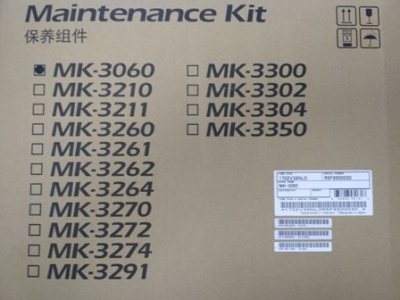 Maintenance Kit
保养组件
MK-3060
MK-3210
MK-3211
MK-3260
MK-3261
MK-3262
MK-3264
MK-3270
MK-3272
MK-3274
MK-3291
MK-3300
MK-3302
MK-3304
MK-3350